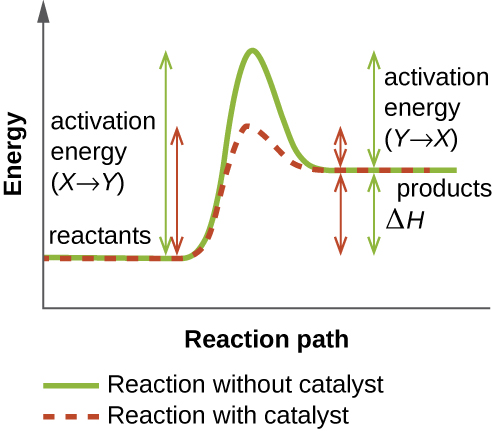 Energy
activation
energy
(X→Y)
reactants
activation
energy
(Y→X)
products
ΔH
Reaction path
Reaction without catalyst
Reaction with catalyst